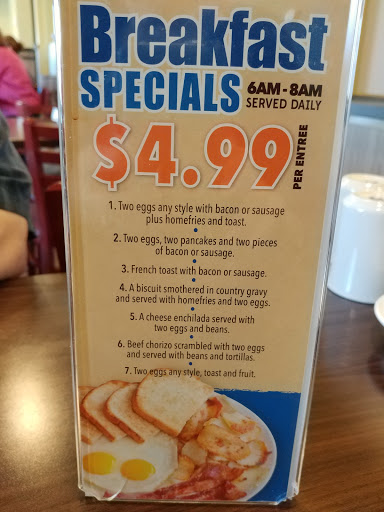 Breakfast
SPECIALS 6AM-8AM
SERVED DAILY
$4.99 PER ENTREE
1. Two eggs any style with bacon or sausage
plus homefries and toast.
2. Two eggs, two pancakes and two pieces
of bacon or sausage.
3. French toast with bacon or sausage.
4. A biscuit smothered in country gravy
and served with homefries and two eggs.
5. A cheese enchilada served with
two eggs and beans.
6. Beef chorizo scrambled with two eggs
and served with beans and tortillas.
7. Two eggs any style, toast and fruit.